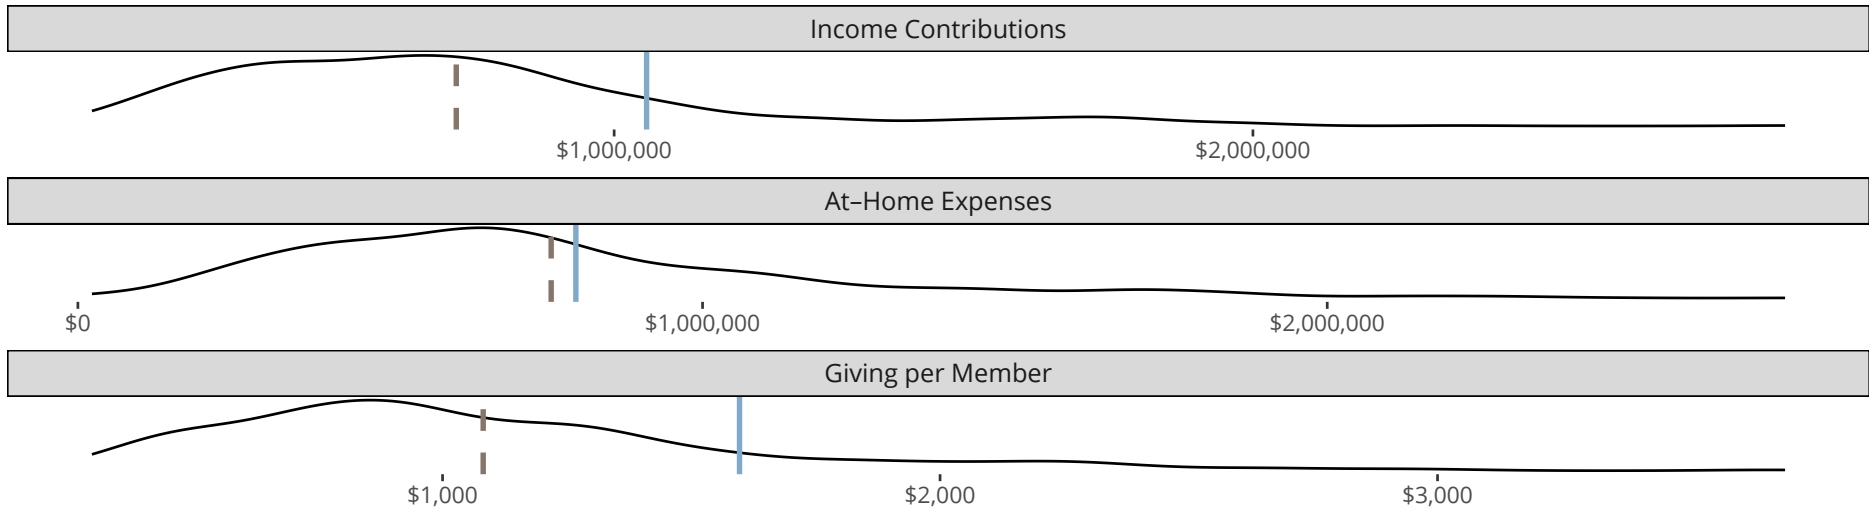 Income Contributions
$1,000,000 $2,000,000
At–Home Expenses
$0 $1,000,000 $2,000,000
Giving per Member
$1,000 $2,000 $3,000